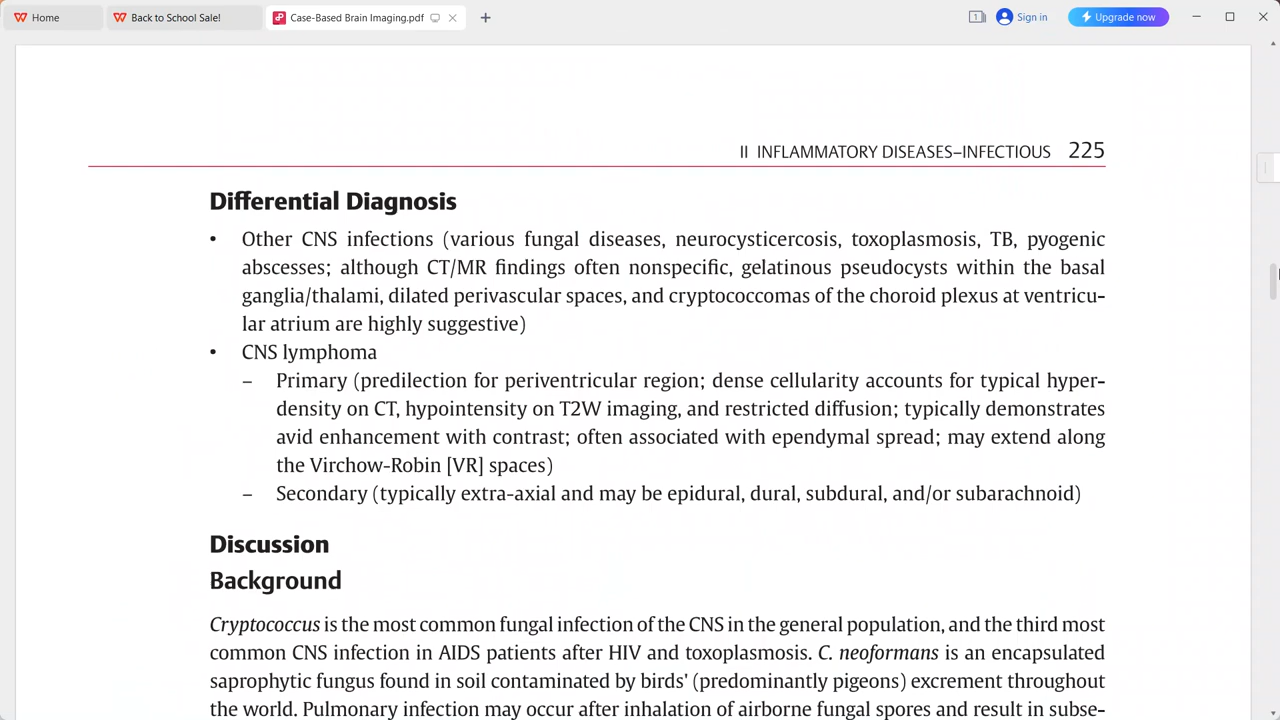 Home
Back to School Sale!
Case-Based Brain Imaging.pdf
1
Sign in
Upgrade now
II INFLAMMATORY DISEASES–INFECTIOUS 225
Differential Diagnosis
• Other CNS infections (various fungal diseases, neurocysticercosis, toxoplasmosis, TB, pyogenic
abscesses; although CT/MR findings often nonspecific, gelatinous pseudocysts within the basal
ganglia/thalami, dilated perivascular spaces, and cryptococcomas of the choroid plexus at ventricu-
lar atrium are highly suggestive)
• CNS lymphoma
– Primary (predilection for periventricular region; dense cellularity accounts for typical hyper-
density on CT, hypointensity on T2W imaging, and restricted diffusion; typically demonstrates
avid enhancement with contrast; often associated with ependymal spread; may extend along
the Virchow-Robin [VR] spaces)
– Secondary (typically extra-axial and may be epidural, dural, subdural, and/or subarachnoid)
Discussion
Background
Cryptococcus is the most common fungal infection of the CNS in the general population, and the third most
common CNS infection in AIDS patients after HIV and toxoplasmosis. C. neoformans is an encapsulated
saprophytic fungus found in soil contaminated by birds' (predominantly pigeons) excrement throughout
the world. Pulmonary infection may occur after inhalation of airborne fungal spores and result in subse-